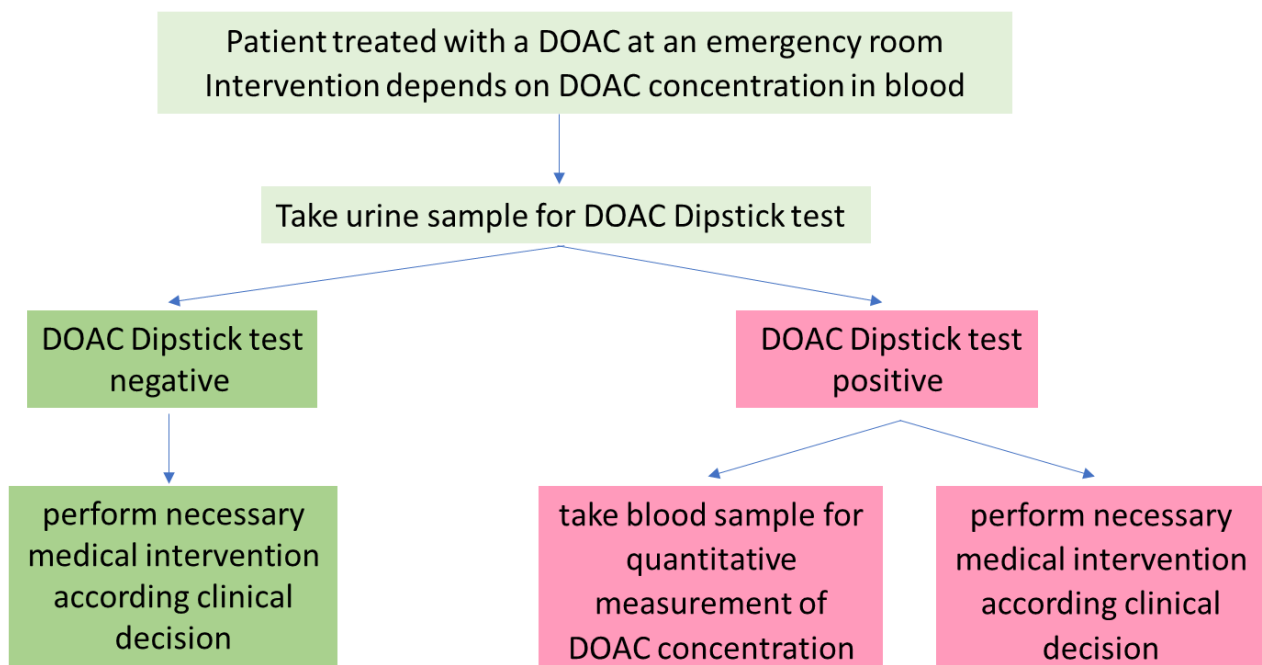 Patient treated with a DOAC at an emergency room
Intervention depends on DOAC concentration in blood
Take urine sample for DOAC Dipstick test
DOAC Dipstick test
negative
DOAC Dipstick test
positive
perform necessary
medical intervention
according clinical
decision
take blood sample for
quantitative
measurement of
DOAC concentration
perform necessary
medical intervention
according clinical
decision